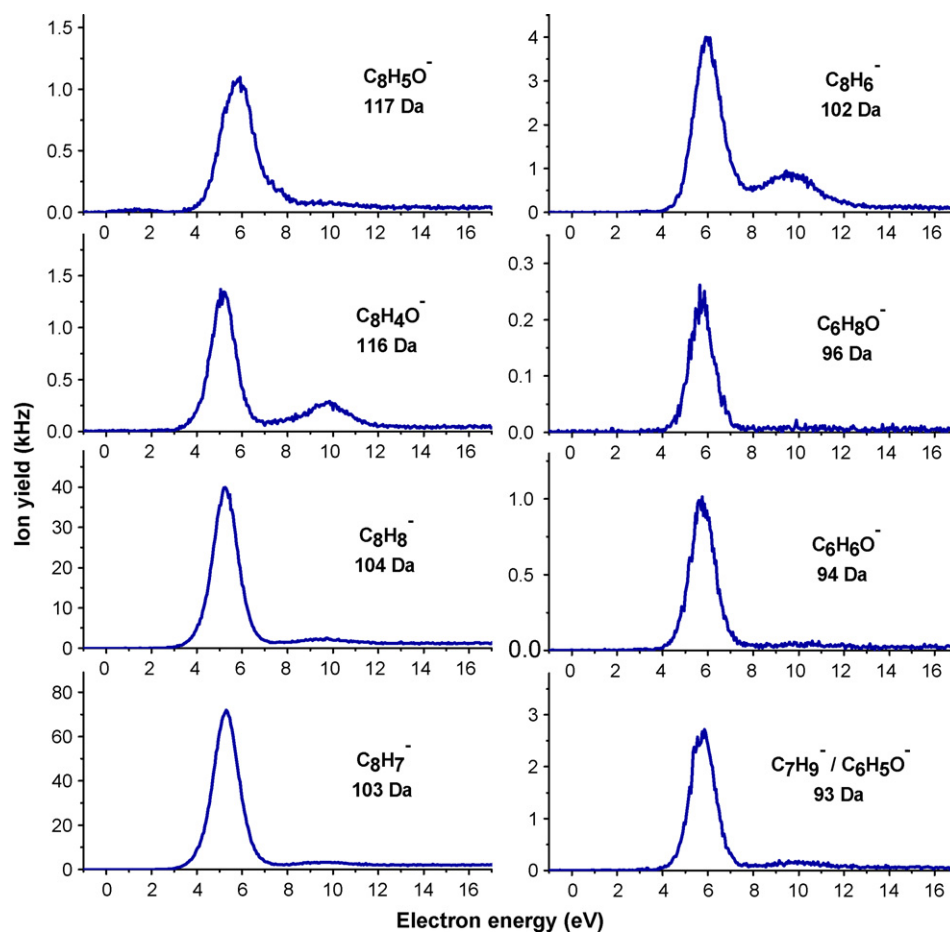 Ion yield (kHz)
1.5
1.0
0.5
0.0
C8H5O-
117 Da
0 2 4 6 8 10 12 14 16
1.5
1.0
0.5
0.0
C8H4O-
116 Da
0 2 4 6 8 10 12 14 16
40
30
20
10
0
C8H8-
104 Da
0 2 4 6 8 10 12 14 16
80
60
40
20
0
C8H7-
103 Da
0 2 4 6 8 10 12 14 16
4
3
2
1
0
C8H6-
102 Da
0 2 4 6 8 10 12 14 16
0.3
0.2
0.1
0.0
C6H8O-
96 Da
0 2 4 6 8 10 12 14 16
1.0
0.5
0.0
C6H6O-
94 Da
0 2 4 6 8 10 12 14 16
3
2
1
0
C7H9- / C6H5O-
93 Da
0 2 4 6 8 10 12 14 16
Electron energy (eV)